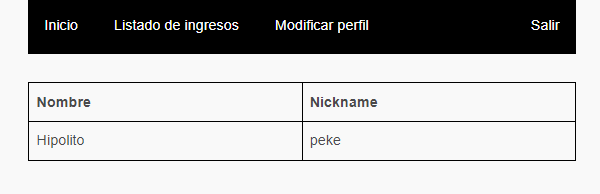 Inicio Listado de ingresos Modificar perfil Salir
Nombre Nickname
Hipolito peke